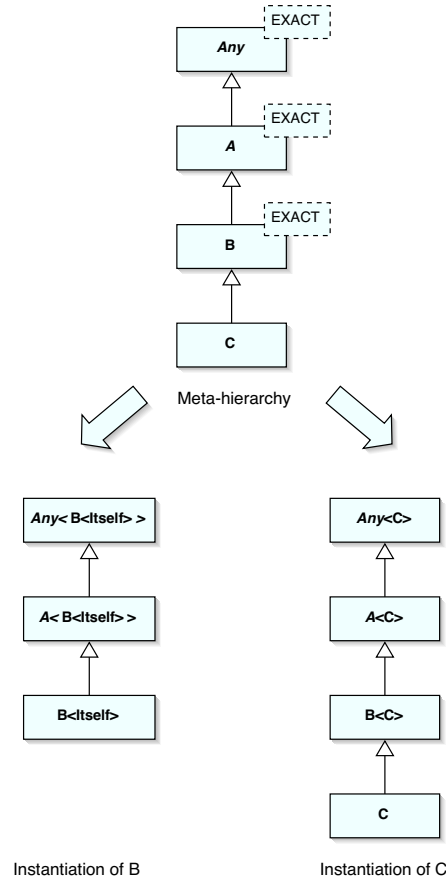 EXACT
Any
EXACT
A
EXACT
B
C
Meta-hierarchy
Any< B<Itself> >
Any<C>
A< B<Itself> >
A<C>
B<Itself>
B<C>
C
Instantiation of B
Instantiation of C